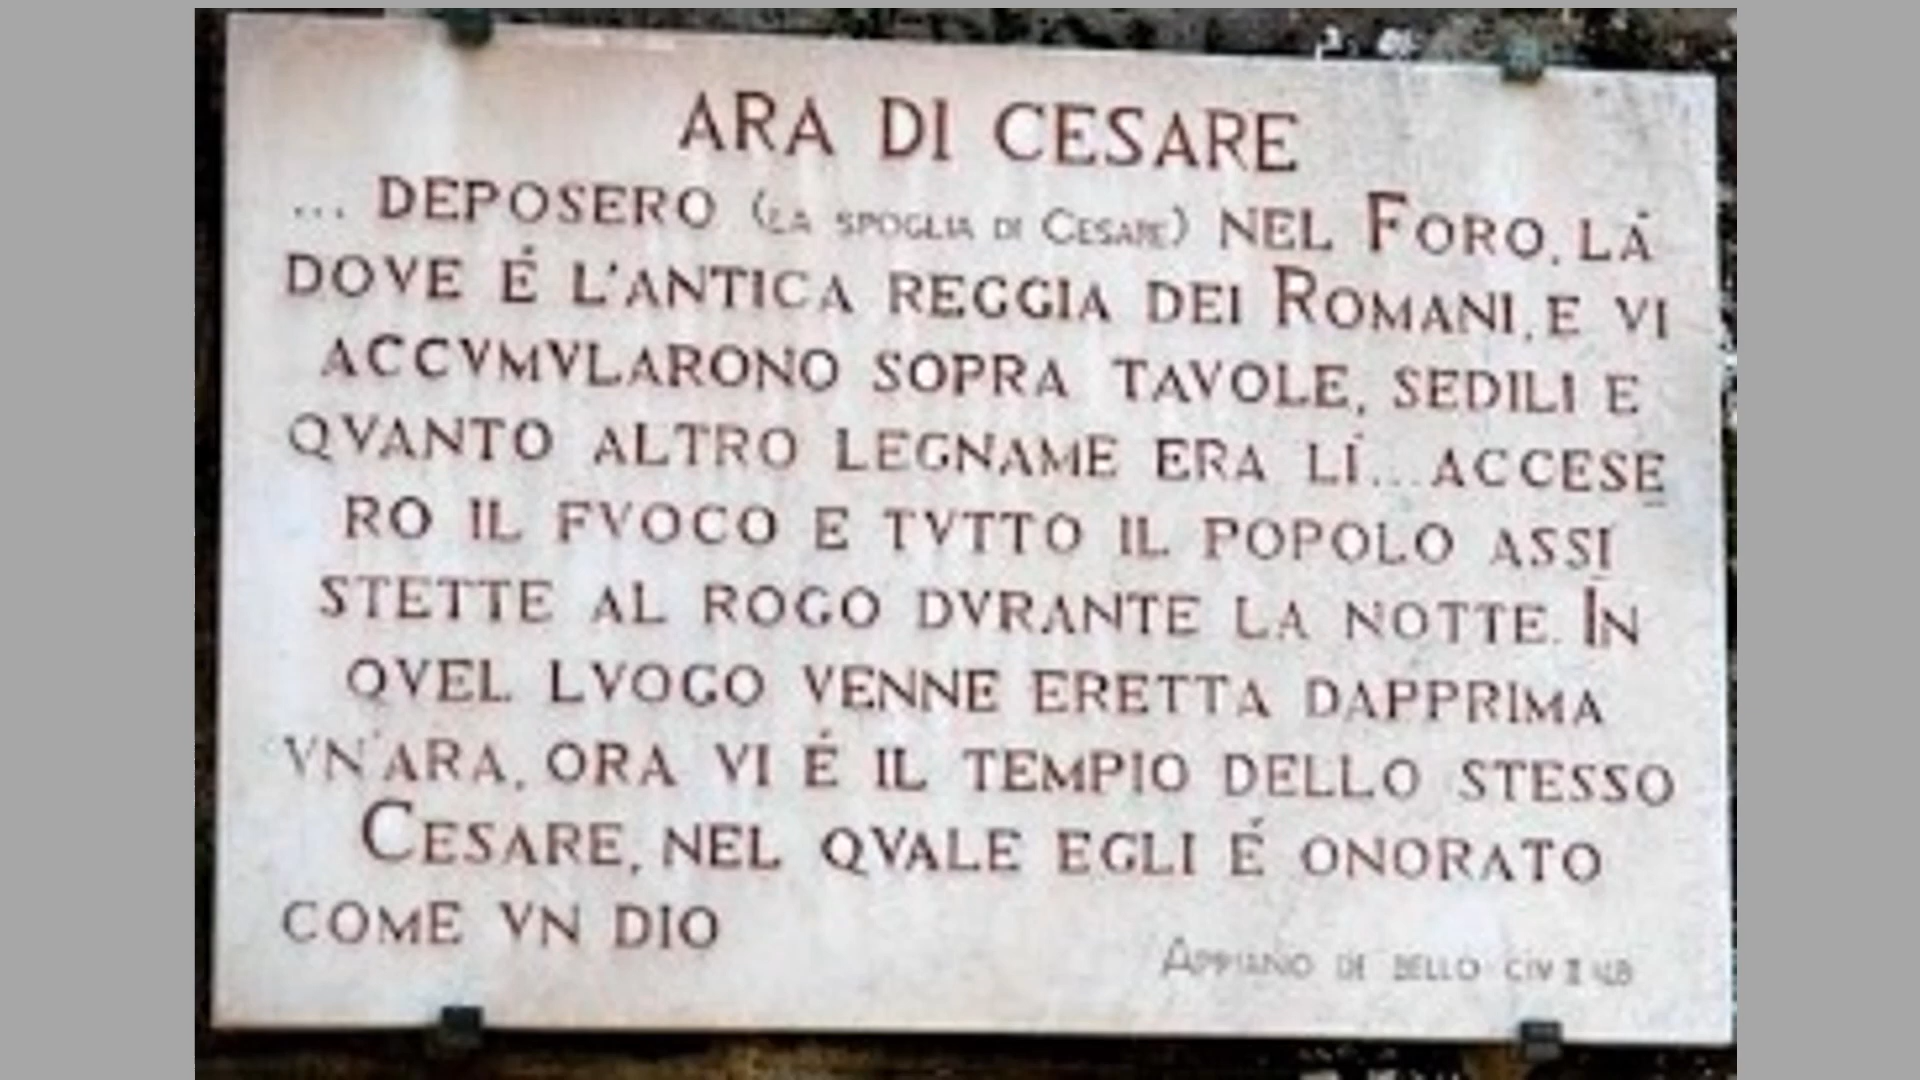 ARA DI CESARE
... DEPOSERO (LA SPOGLIA DI CESARE) NEL FORO, LÁ
DOVE É L'ANTICA REGGIA DEI ROMANI, E VI
ACCVMVLARONO SOPRA TAVOLE, SEDILI E
QVANTO ALTRO LEGNAME ERA LÍ... ACCESE
RO IL FVOCO E TVTTO IL POPOLO ASSI
STETTE AL ROGO DVRANTE LA NOTTE. IN
QVEL LVOGO VENNE ERETTA DAPPRIMA
VN'ARA, ORA VI É IL TEMPIO DELLO STESSO
CESARE, NEL QVALE EGLI É ONORATO
COME VN DIO
APPIANO DE BELLO CIV II